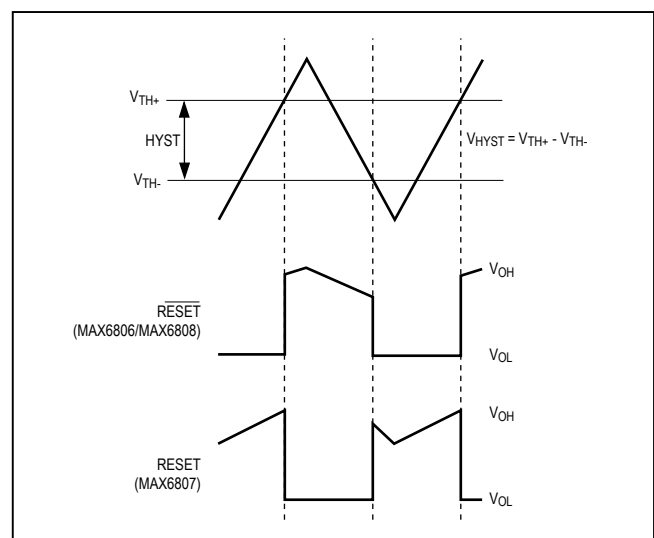 VTH+
HYST
VTH-
VHYST = VTH+ - VTH-
VOH
RESET
(MAX6806/MAX6808)
VOL
VOH
RESET
(MAX6807)
VOL